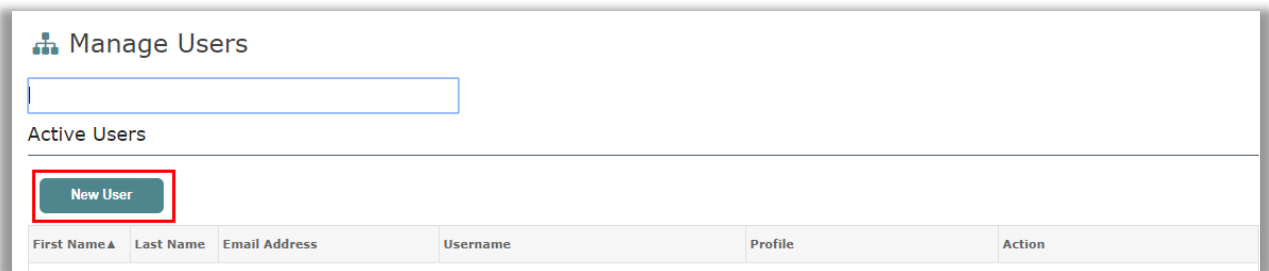 Manage Users
Active Users
New User
First Name▲ Last Name Email Address Username Profile Action